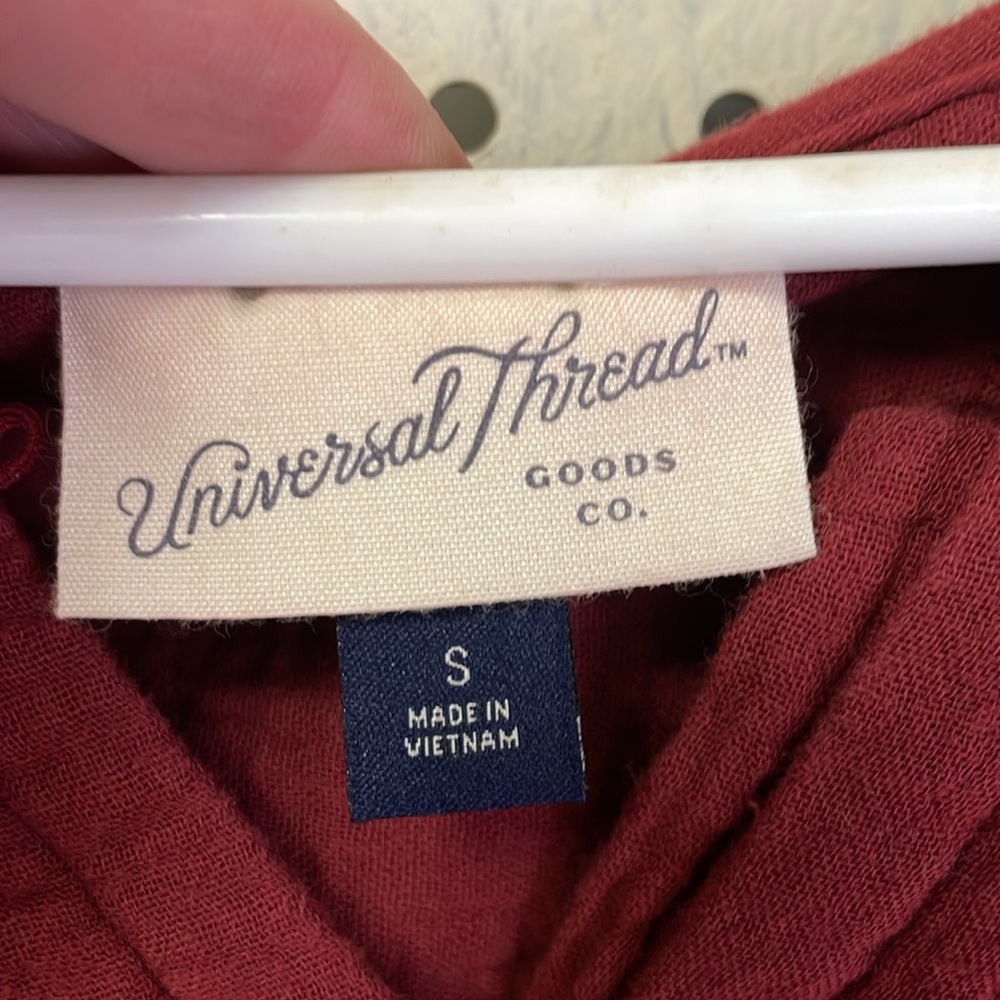 Universal Thread™
GOODS
CO.
S
MADE IN
VIETNAM